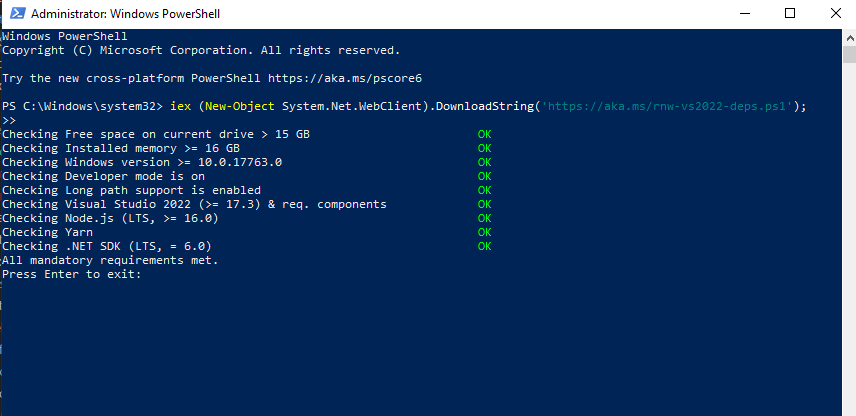 Administrator: Windows PowerShell
Windows PowerShell
Copyright (C) Microsoft Corporation. All rights reserved.
Try the new cross-platform PowerShell https://aka.ms/pscore6
PS C:\Windows\system32> iex (New-Object System.Net.WebClient).DownloadString('https://aka.ms/rnw-vs2022-deps.ps1');
>>
Checking Free space on current drive > 15 GB OK
Checking Installed memory >= 16 GB OK
Checking Windows version >= 10.0.17763.0 OK
Checking Developer mode is on OK
Checking Long path support is enabled OK
Checking Visual Studio 2022 (>= 17.3) & req. components OK
Checking Node.js (LTS, >= 16.0) OK
Checking Yarn OK
Checking .NET SDK (LTS, = 6.0) OK
All mandatory requirements met.
Press Enter to exit: